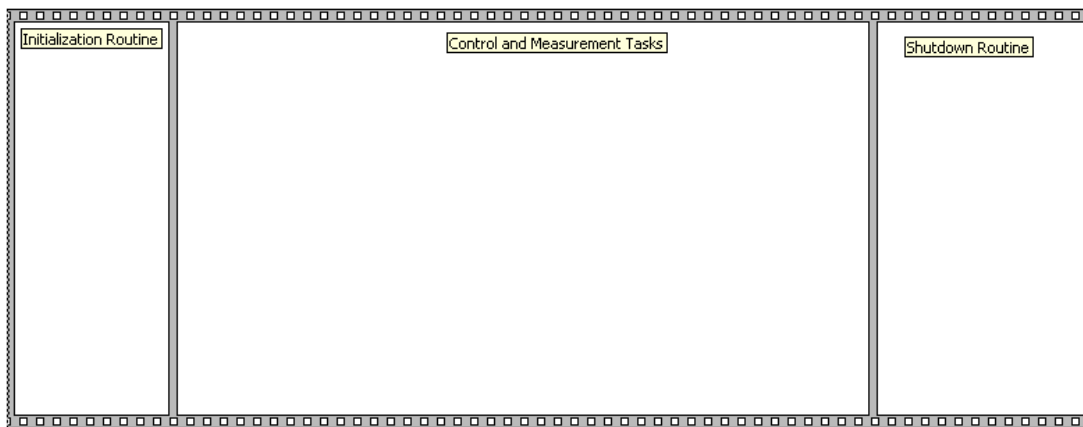 Initialization Routine
Control and Measurement Tasks
Shutdown Routine